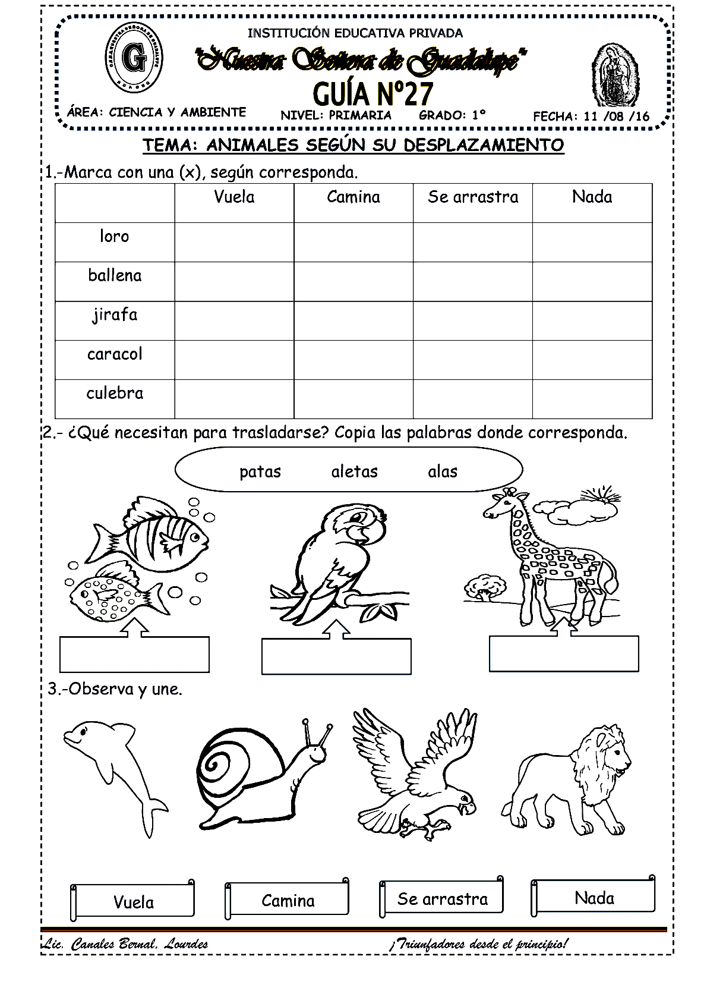 INSTITUCIÓN EDUCATIVA PRIVADA
"Nuestra Señora de Guadalupe"
GUÍA Nº27
ÁREA: CIENCIA Y AMBIENTE NIVEL: PRIMARIA GRADO: 1º FECHA: 11 /08 /16
G
TEMA: ANIMALES SEGÚN SU DESPLAZAMIENTO
1.-Marca con una (x), según corresponda.
Vuela Camina Se arrastra Nada
loro
ballena
jirafa
caracol
culebra
2.- ¿Qué necesitan para trasladarse? Copia las palabras donde corresponda.
patas aletas alas
3.-Observa y une.
Vuela Camina Se arrastra Nada
Lic. Canales Bernal, Lourdes ¡Triunfadores desde el principio!